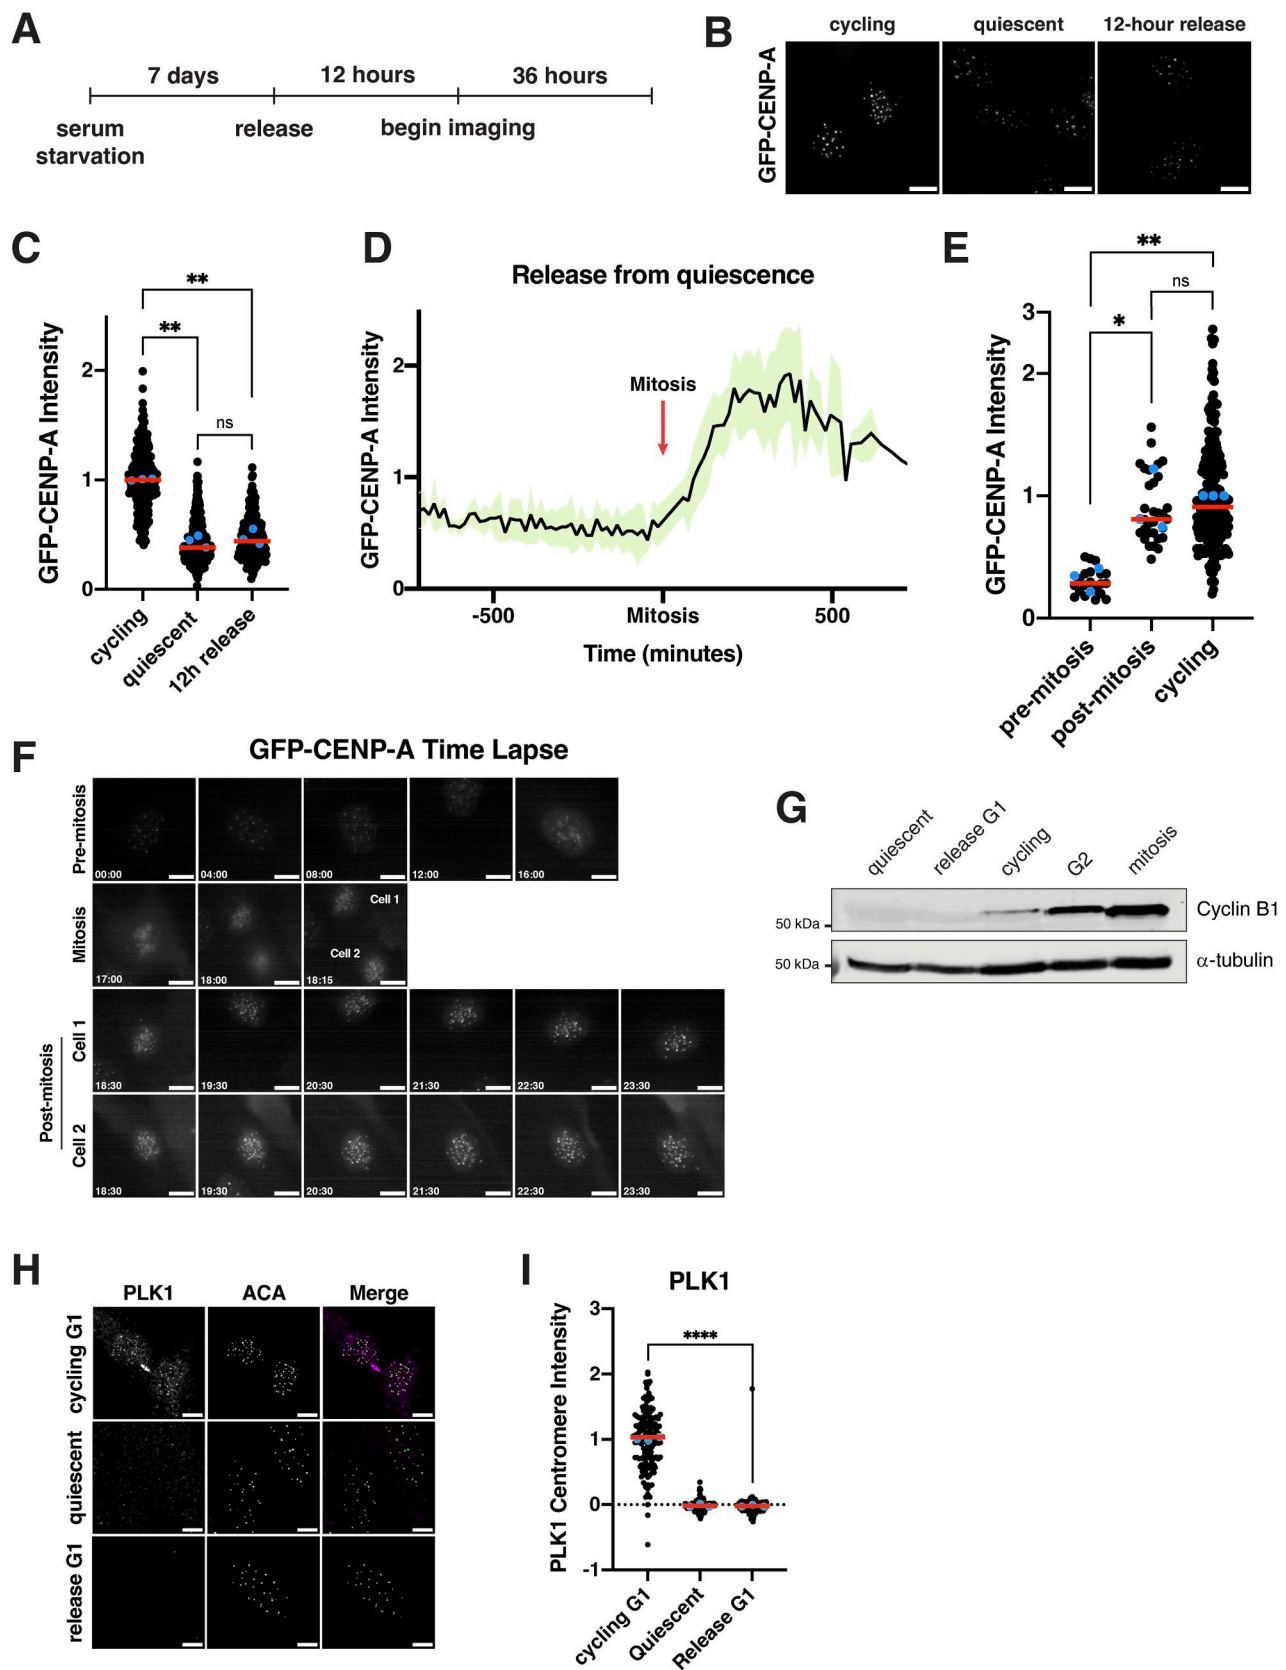 A
7 days
12 hours
36 hours
serum
starvation
release
begin imaging
B
cycling
quiescent
12-hour release
GFP-CENP-A
C
GFP-CENP-A Intensity
2
1
0
**
**
ns
cycling
quiescent
12h release
D
Release from quiescence
GFP-CENP-A Intensity
2
1
0
Mitosis
-500
Mitosis
500
Time (minutes)
E
GFP-CENP-A Intensity
3
2
1
0
**
ns
*
pre-mitosis
post-mitosis
cycling
F
GFP-CENP-A Time Lapse
Pre-mitosis
00:00
04:00
08:00
12:00
16:00
Mitosis
17:00
18:00
18:15
Cell 1
Cell 2
Post-mitosis
Cell 1
18:30
19:30
20:30
21:30
22:30
23:30
Cell 2
18:30
19:30
20:30
21:30
22:30
23:30
G
quiescent
release G1
cycling
G2
mitosis
50 kDa
Cyclin B1
50 kDa
α-tubulin
H
PLK1
ACA
Merge
cycling G1
quiescent
release G1
I
PLK1
PLK1 Centromere Intensity
3
2
1
0
-1
****
cycling G1
Quiescent
Release G1